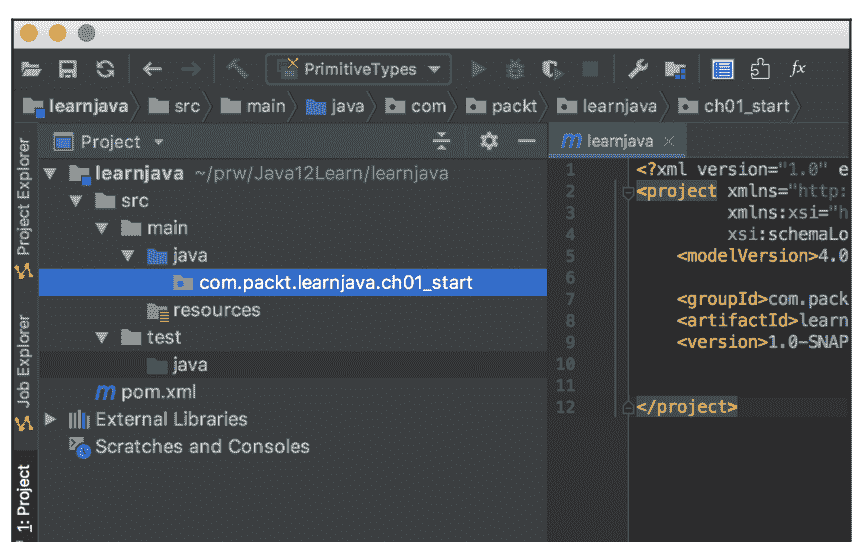 PrimitiveTypes
fx
learnjava src main java com packt learnjava ch01_start
Project
learnjava
learnjava ~/prw/Java12Learn/learnjava
src
main
java
com.packt.learnjava.ch01_start
resources
test
java
pom.xml
External Libraries
Scratches and Consoles
Project Explorer
Job Explorer
1: Project
1 <?xml version="1.0" e
2 <project xmlns="http:
3 xmlns:xsi="h
4 xsi:schemaLo
5 <modelVersion>4.0
6
7 <groupId>com.pack
8 <artifactId>learn
9 <version>1.0-SNAP
10
11
12 </project>